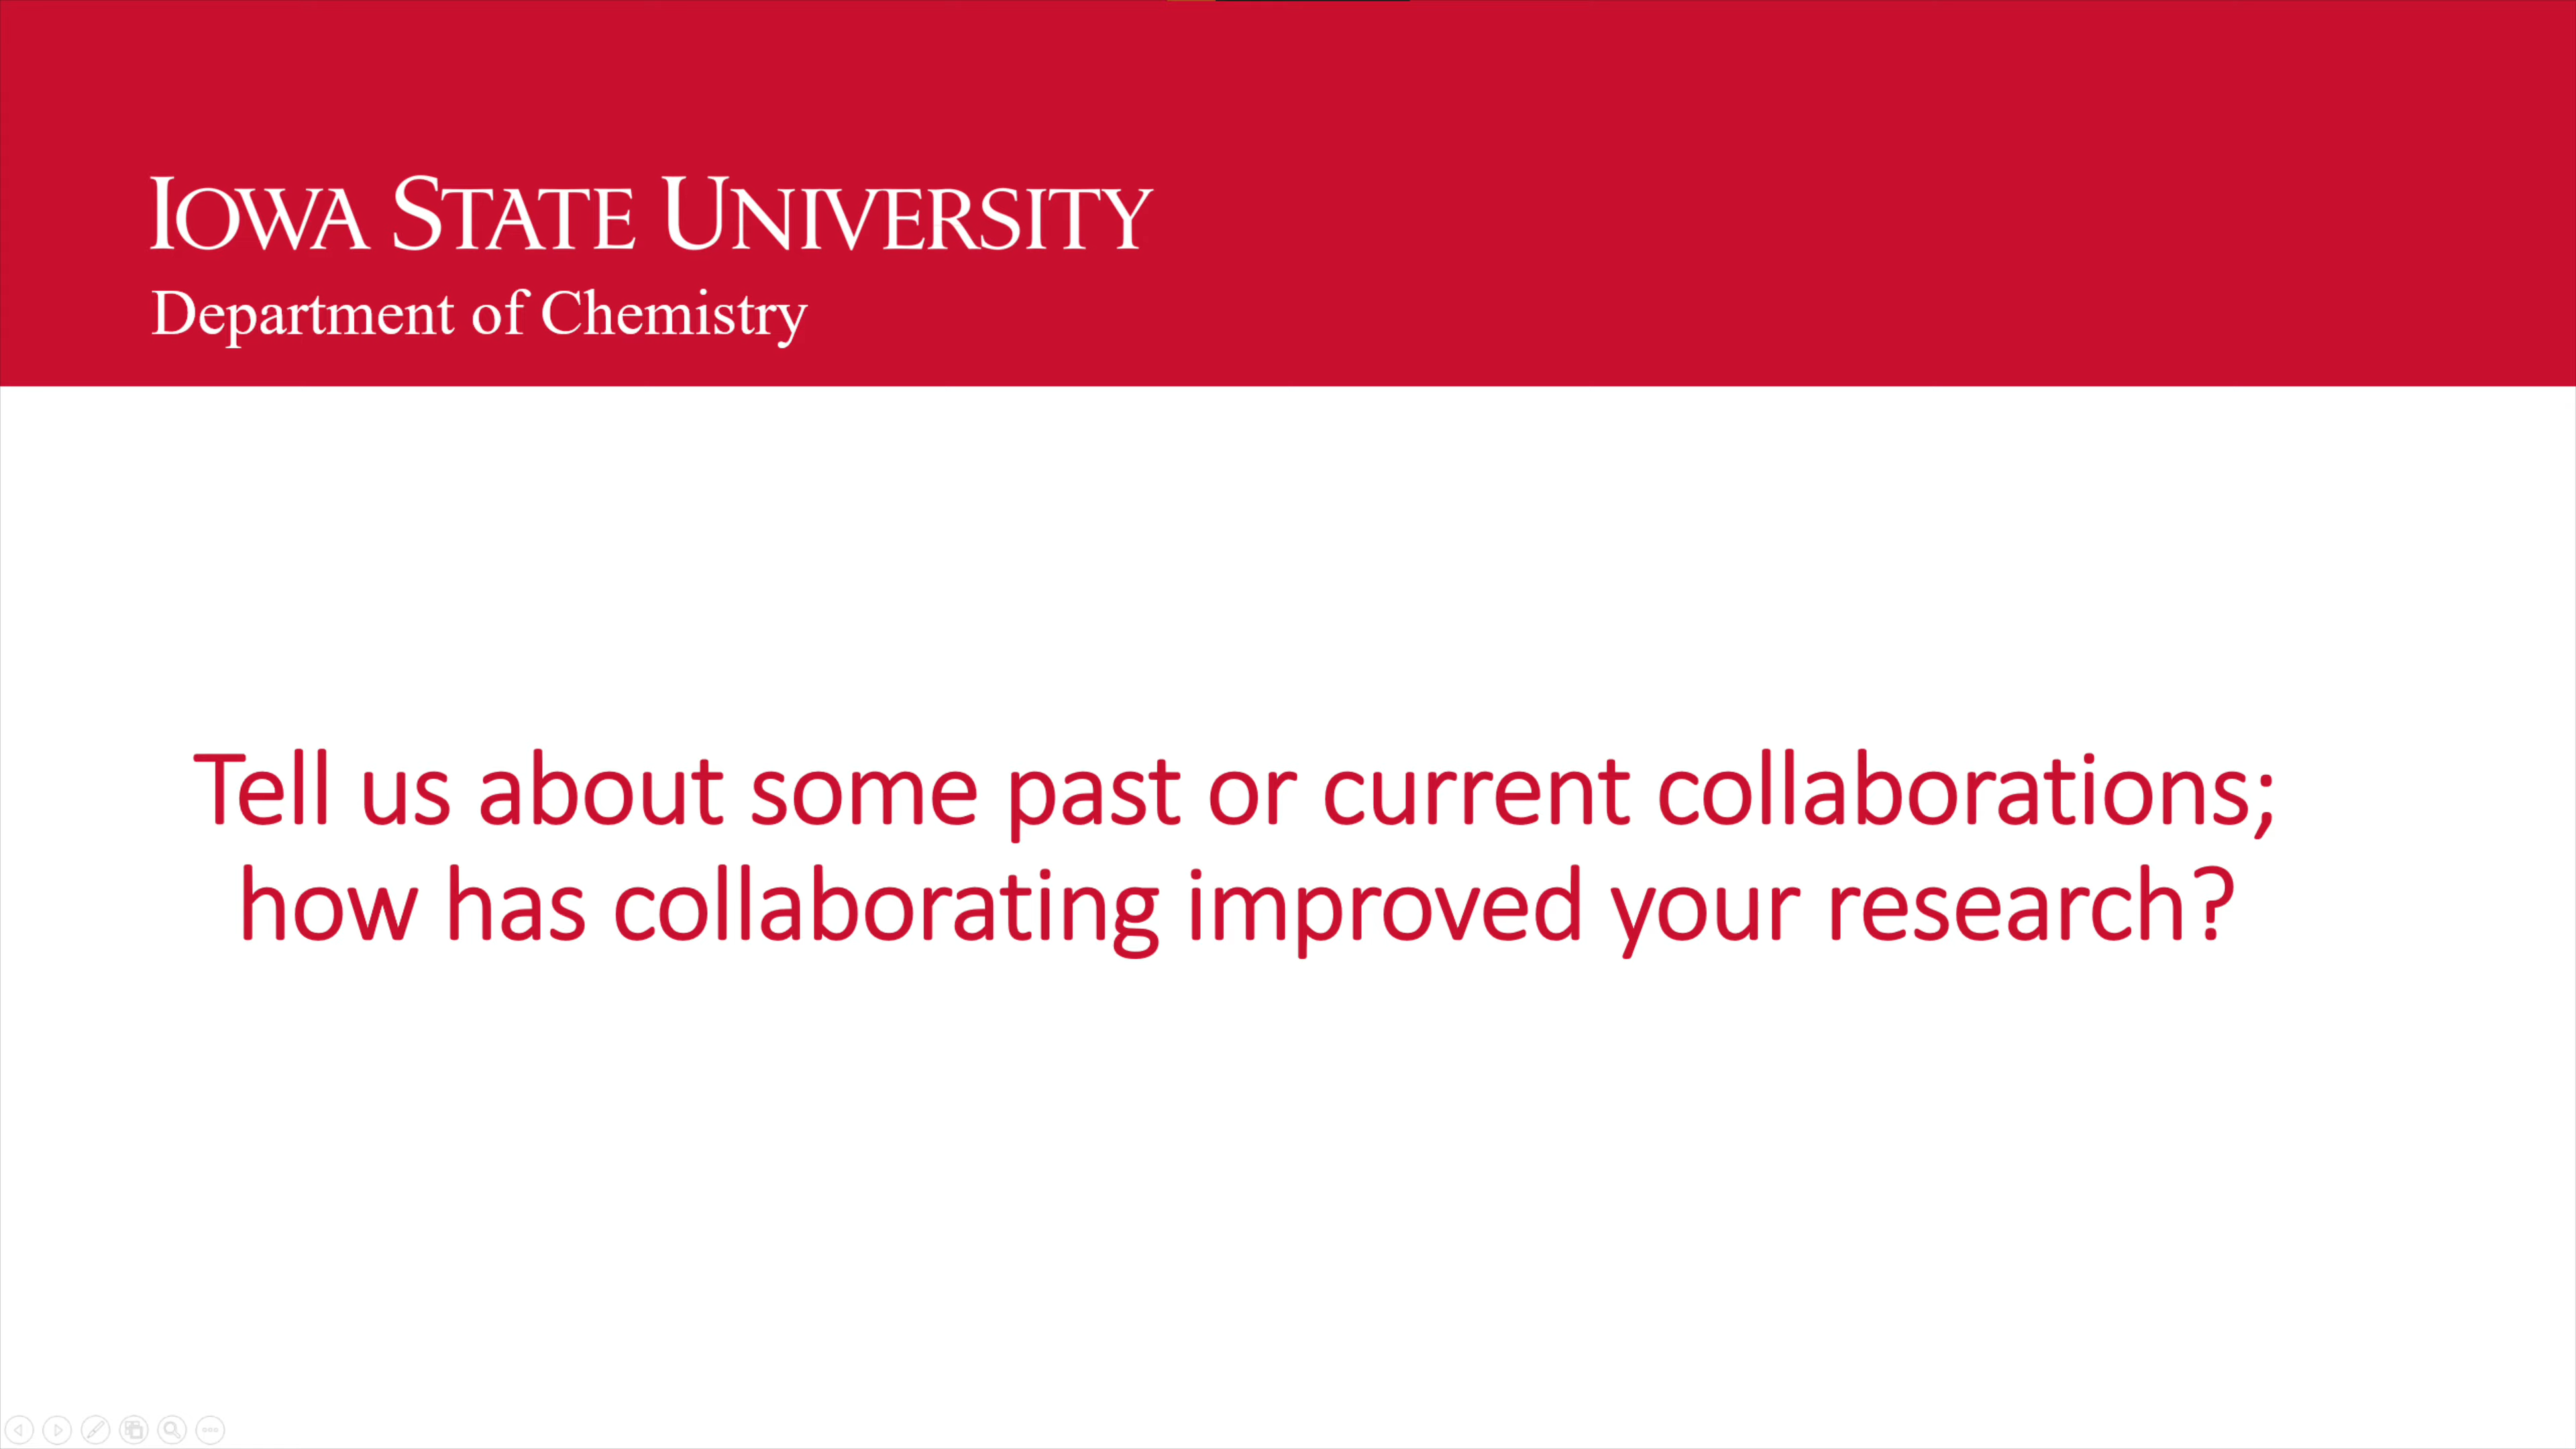 IOWA STATE UNIVERSITY
Department of Chemistry
Tell us about some past or current collaborations;
how has collaborating improved your research?